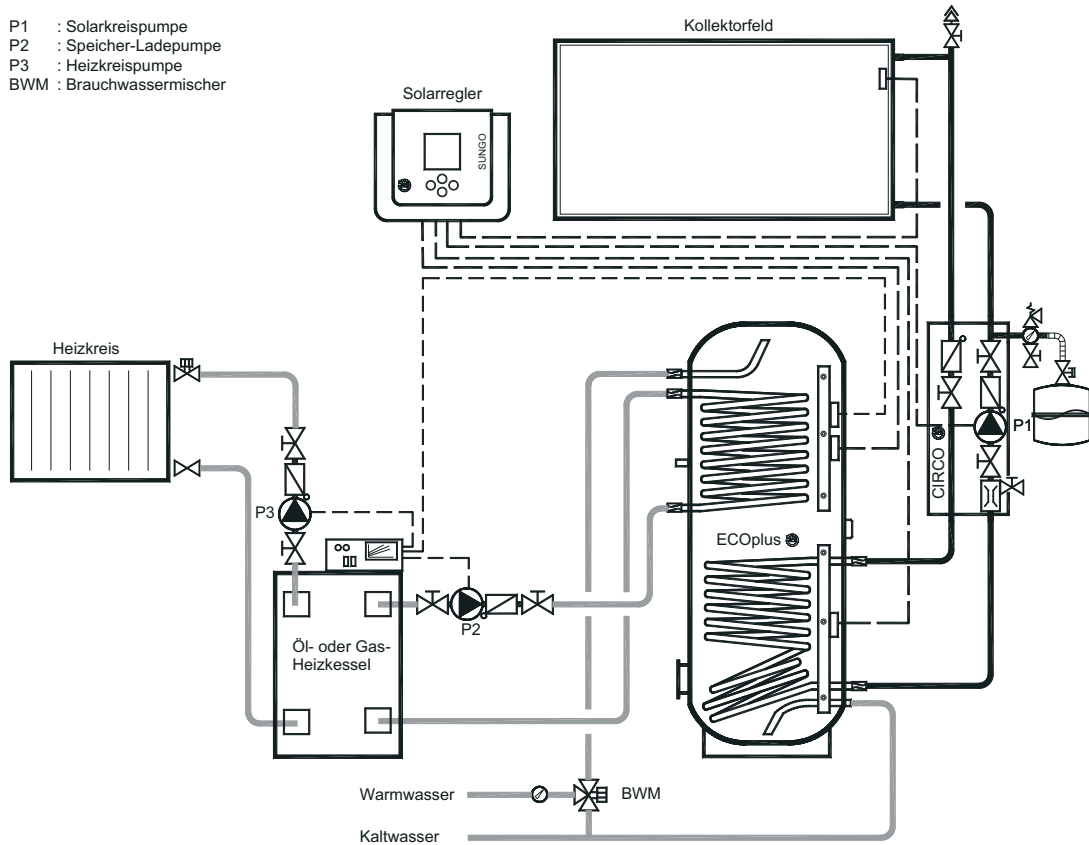 P1 : Solarkreispumpe
P2 : Speicher-Ladepumpe
P3 : Heizkreispumpe
BWM : Brauchwassermischer
Kollektorfeld
Solarregler
SUNGO
Heizkreis
P1
CIRCO
P3
ECOplus
P2
Öl- oder Gas-
Heizkessel
Warmwasser
BWM
Kaltwasser